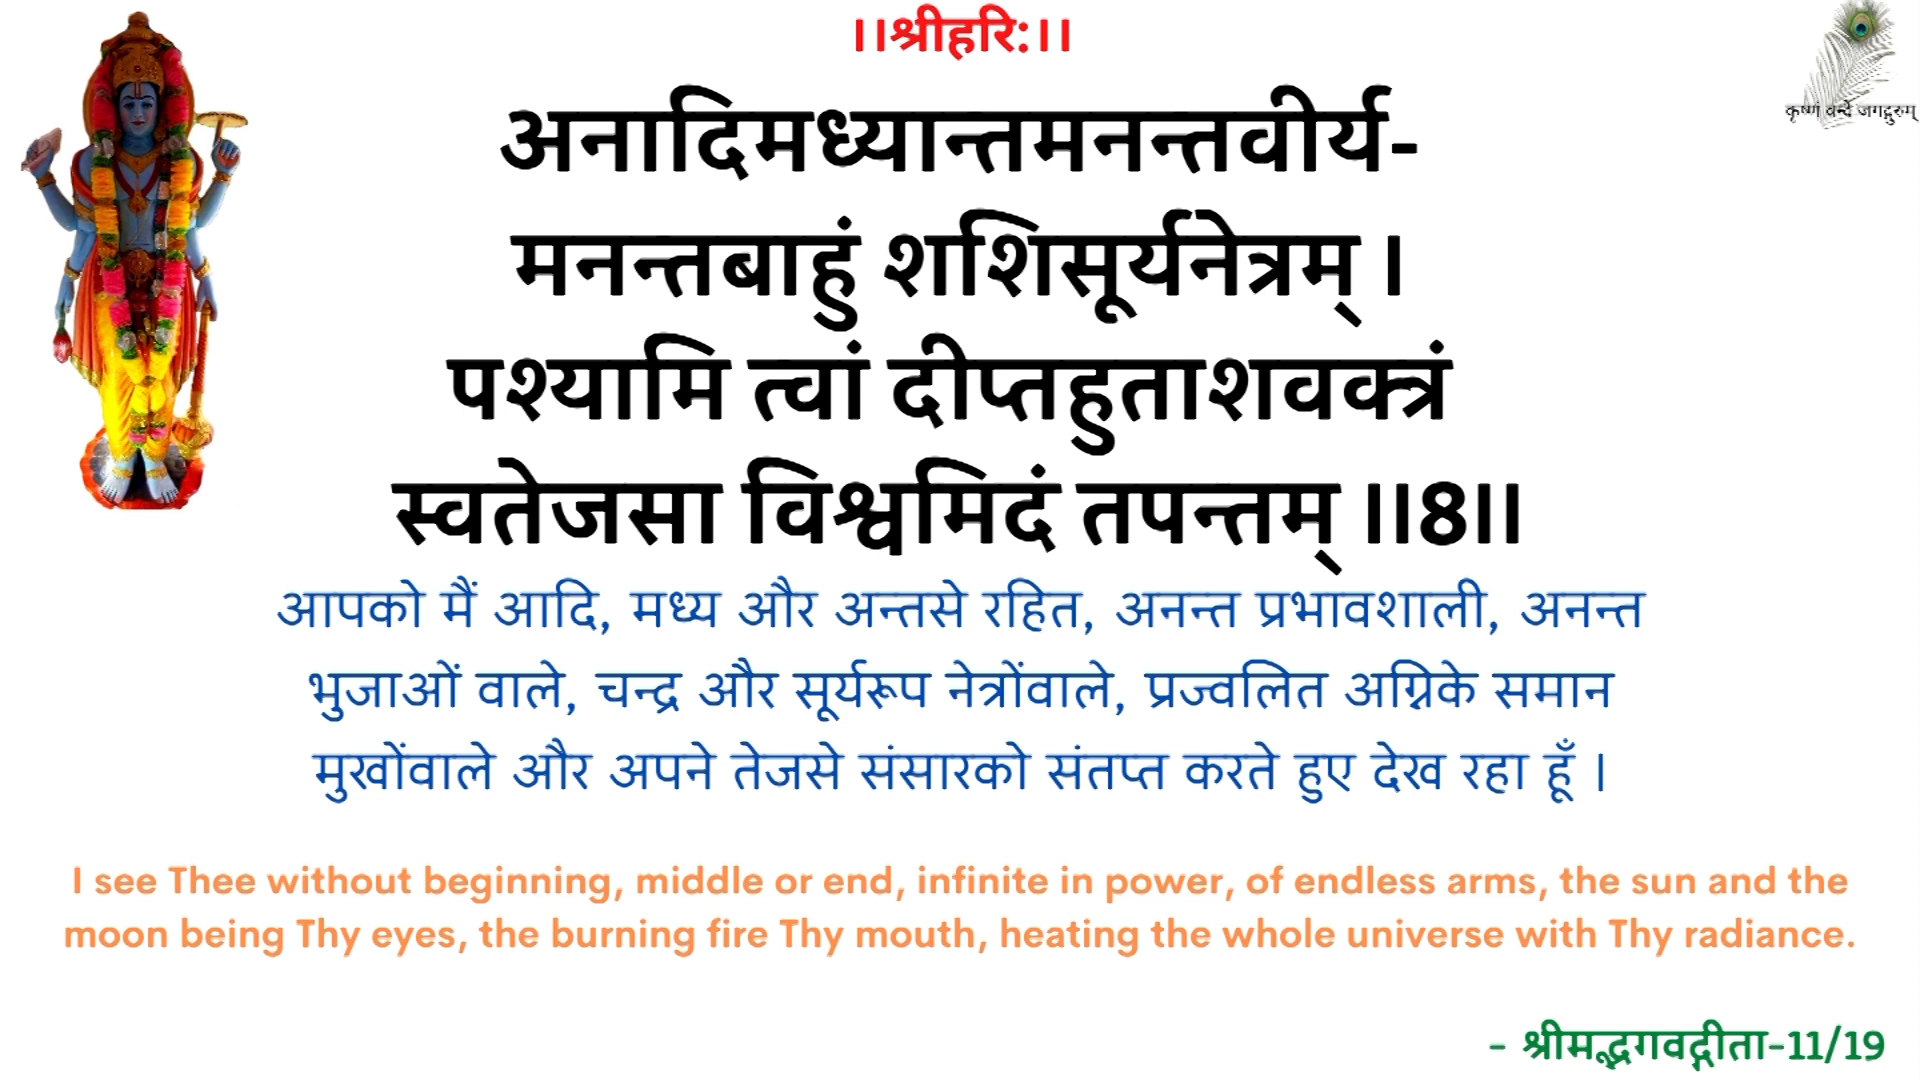 ।।श्रीहरि:।।
कृष्णं वन्दे जगद्गुरुम्
अनादिमध्यान्तमनन्तवीर्य-
मनन्तबाहुं शशिसूर्यनेत्रम् ।
पश्यामि त्वां दीप्तहुताशवक्त्रं
स्वतेजसा विश्वमिदं तपन्तम् ।।8।।
आपको मैं आदि, मध्य और अन्तसे रहित, अनन्त प्रभावशाली, अनन्त
भुजाओं वाले, चन्द्र और सूर्यरूप नेत्रोंवाले, प्रज्वलित अग्निके समान
मुखोंवाले और अपने तेजसे संसारको संतप्त करते हुए देख रहा हूँ ।
I see Thee without beginning, middle or end, infinite in power, of endless arms, the sun and the
moon being Thy eyes, the burning fire Thy mouth, heating the whole universe with Thy radiance.
- श्रीमद्भगवद्गीता-11/19